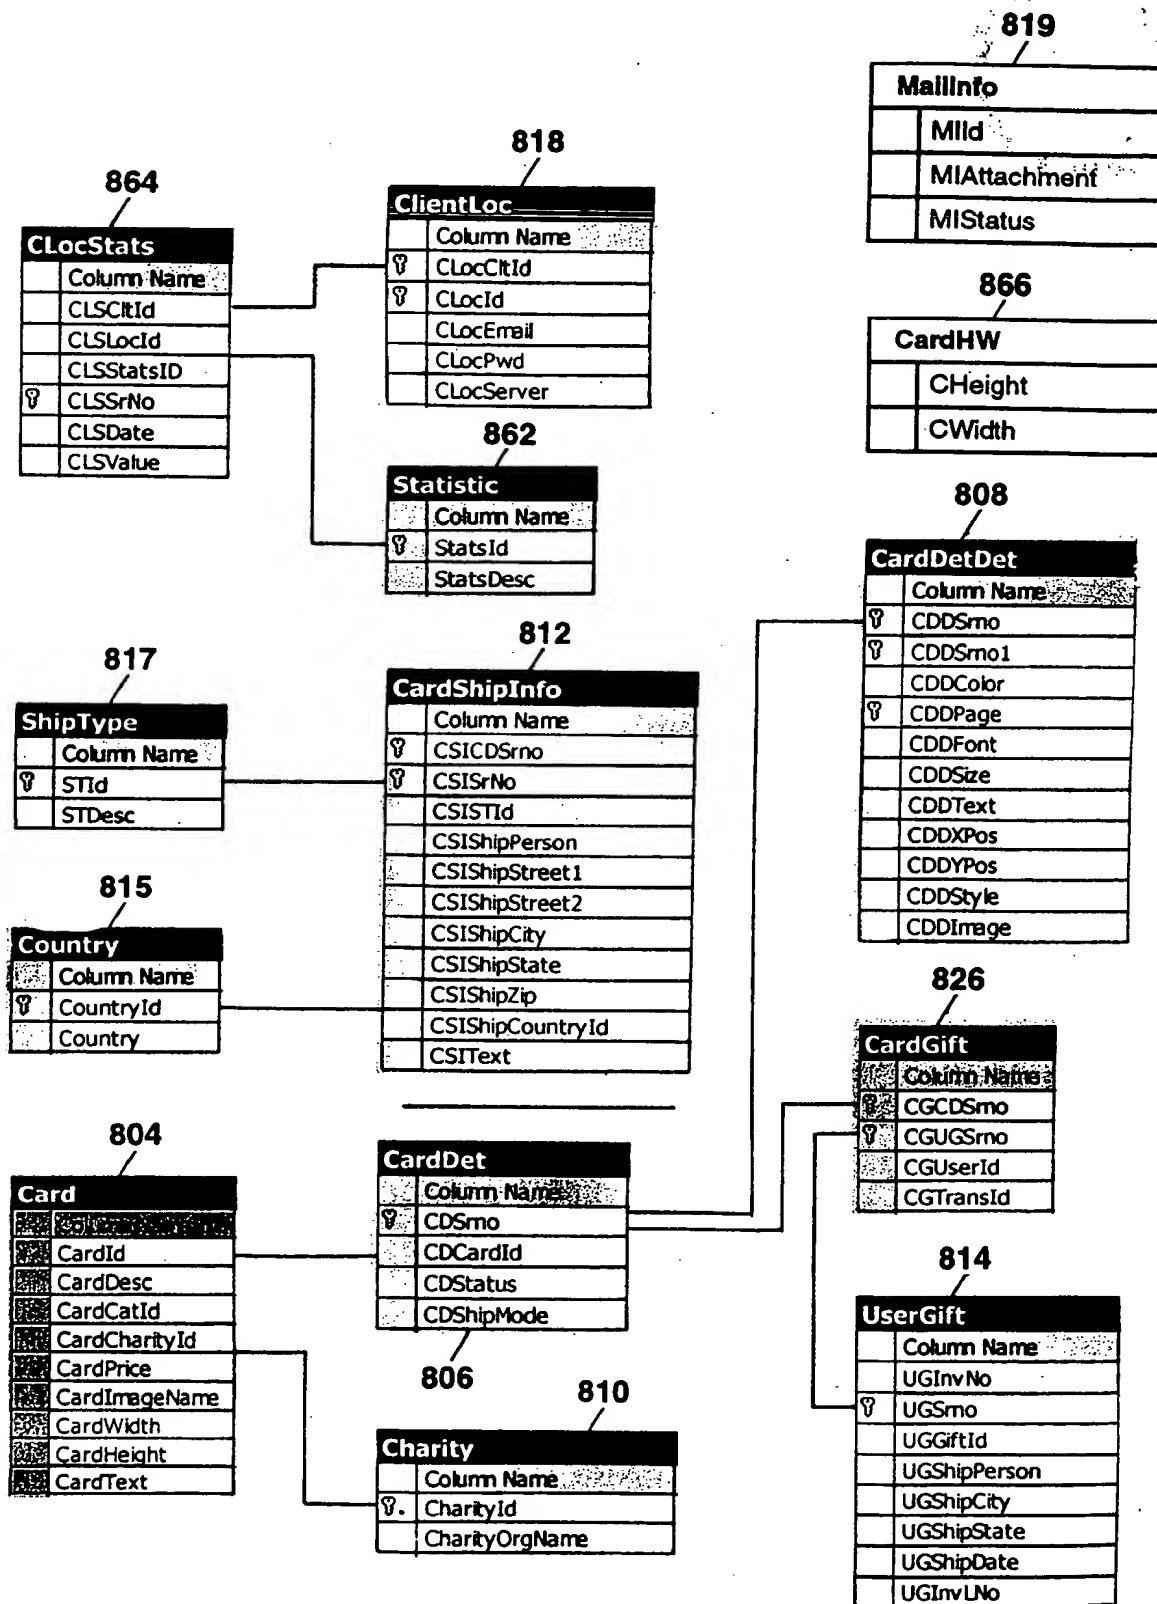 819
MailInfo
MIId
MIAttachment
MIStatus
866
CardHW
CHeight
CWidth
818
ClientLoc
Column Name
CLocCltId
CLocId
CLocEmail
CLocPwd
CLocServer
864
CLocStats
Column Name
CLSCltId
CLSLocId
CLSStatsID
CLSSrNo
CLSDate
CLSValue
862
Statistic
Column Name
StatsId
StatsDesc
808
CardDetDet
Column Name
CDDSrno
CDDSrno1
CDDColor
CDDPage
CDDFont
CDDSize
CDDText
CDDXPos
CDDYPos
CDDStyle
CDDImage
812
CardShipInfo
Column Name
CSICDSrno
CSISrNo
CSISTId
CSIShipPerson
CSIShipStreet1
CSIShipStreet2
CSIShipCity
CSIShipState
CSIShipZip
CSIShipCountryId
CSIText
817
ShipType
Column Name
STId
STDesc
815
Country
Column Name
CountryId
Country
826
CardGift
Column Name
CGCDSrno
CGUGSrno
CGUserId
CGTransId
804
Card
CardId
CardDesc
CardCatId
CardCharityId
CardPrice
CardImageName
CardWidth
CardHeight
CardText
CardDet
Column Name
CDSrno
CDCardId
CDStatus
CDShipMode
806
810
Charity
Column Name
CharityId
CharityOrgName
814
UserGift
Column Name
UGInvNo
UGSrno
UGGiftId
UGShipPerson
UGShipCity
UGShipState
UGShipDate
UGInvLNo